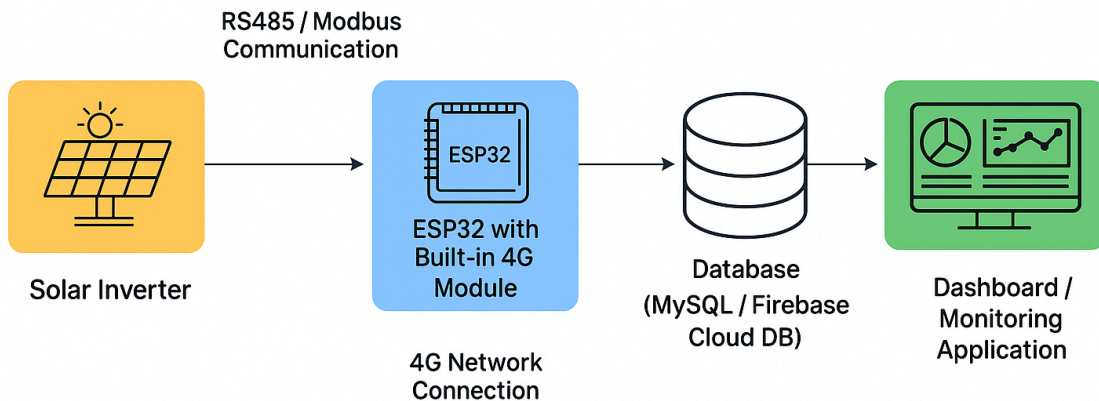 RS485 / Modbus
Communication
Solar Inverter
ESP32
ESP32 with
Built-in 4G
Module
4G Network
Connection
Database
(MySQL / Firebase
Cloud DB)
Dashboard /
Monitoring
Application